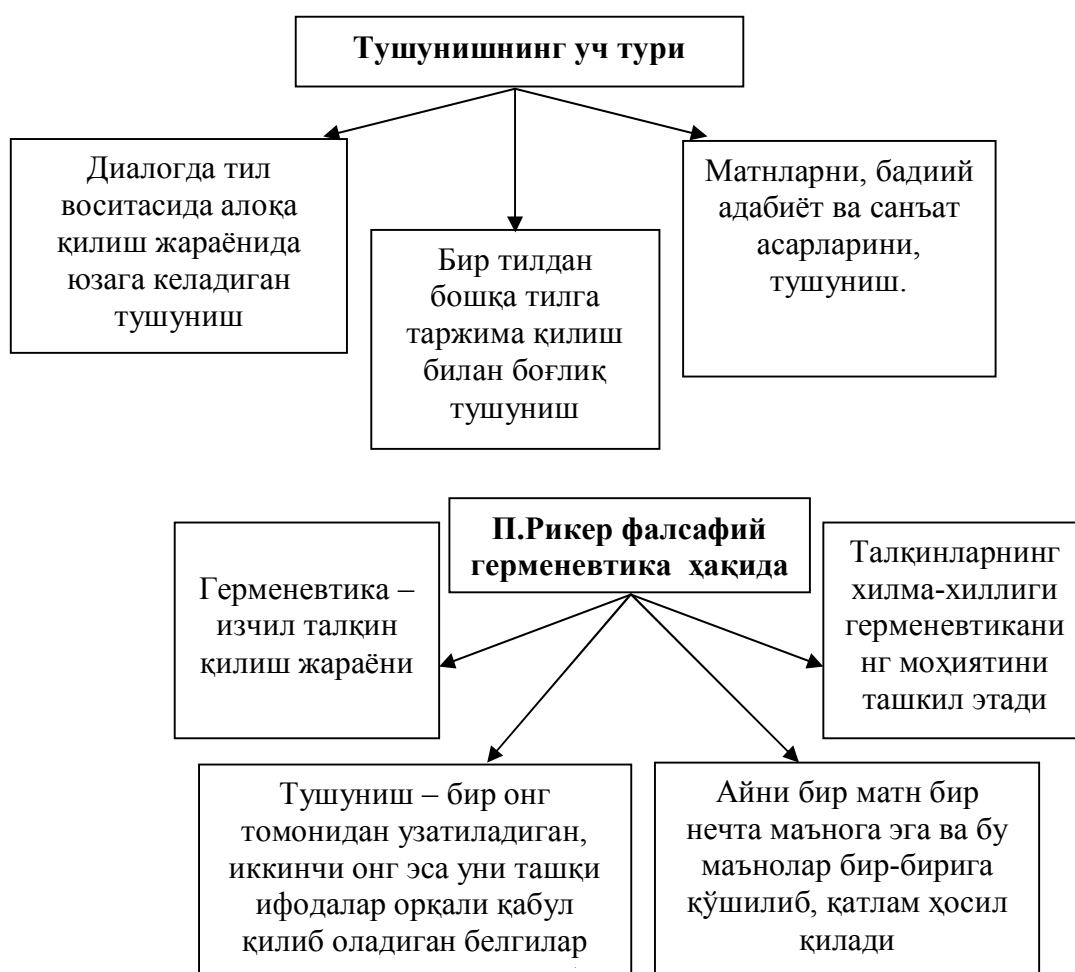 Тушунишнинг уч тури
Диалогда тил
воситасида алоқа
қилиш жараёнида
юзага келадиган
тушуниш
Бир тилдан
бошқа тилга
таржима қилиш
билан боғлиқ
тушуниш
Матнларни, бадиий
адабиёт ва санъат
асарларини,
тушуниш.
П.Рикер фалсафий
герменевтика ҳақида
Герменевтика –
изчил талқин
қилиш жараёни
Талқинларнинг
хилма-хиллиги
герменевтикани
нг моҳиятини
ташкил этади
Тушуниш – бир онг
томонидан узатиладиган,
иккинчи онг эса уни ташқи
ифодалар орқали қабул
қилиб оладиган белгилар
Айни бир матн бир
нечта маънога эга ва бу
маънолар бир-бирига
қўшилиб, қатлам ҳосил
қилади